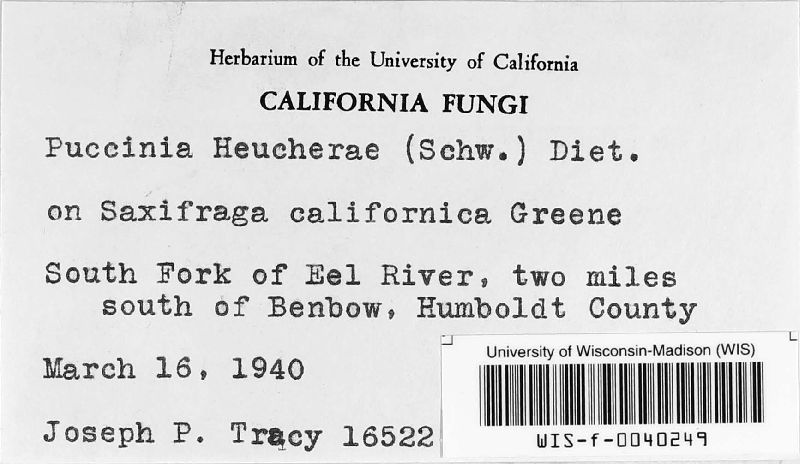 Herbarium of the University of California
CALIFORNIA FUNGI
Puccinia Heucherae (Schw.) Diet.
on Saxifraga californica Greene
South Fork of Eel River, two miles
south of Benbow, Humboldt County
March 16, 1940
Joseph P. Tracy 16522
University of Wisconsin-Madison (WIS)
WIS-f-0040249